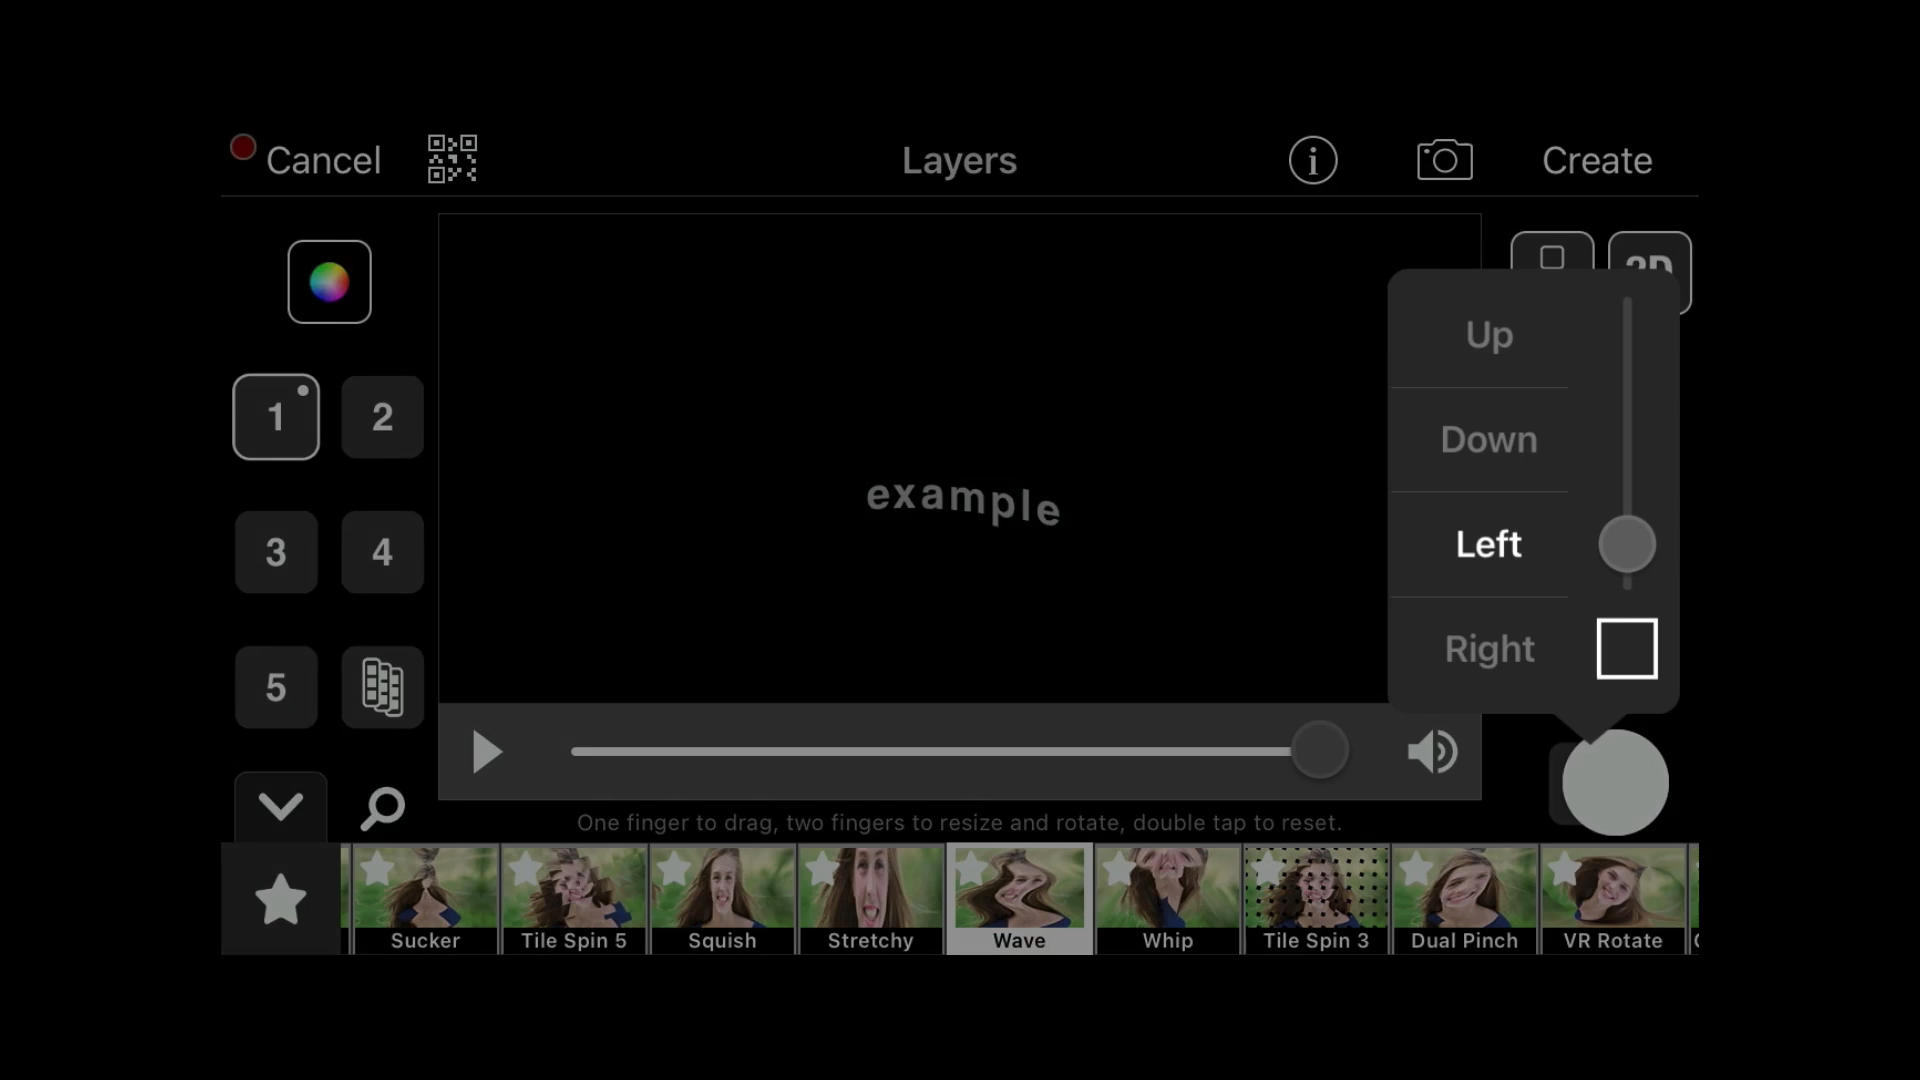 Cancel
Layers
Create
Up
Down
Left
Right
1
2
3
4
5
example
One finger to drag, two fingers to resize and rotate, double tap to reset.
Sucker
Tile Spin 5
Squish
Stretchy
Wave
Whip
Tile Spin 3
Dual Pinch
VR Rotate